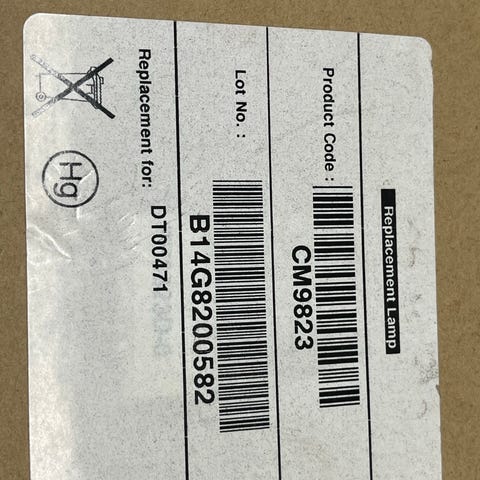 Replacement Lamp
Product Code :
CM9823
Lot No. :
B14G8200582
Replacement for: DT00471
Hg